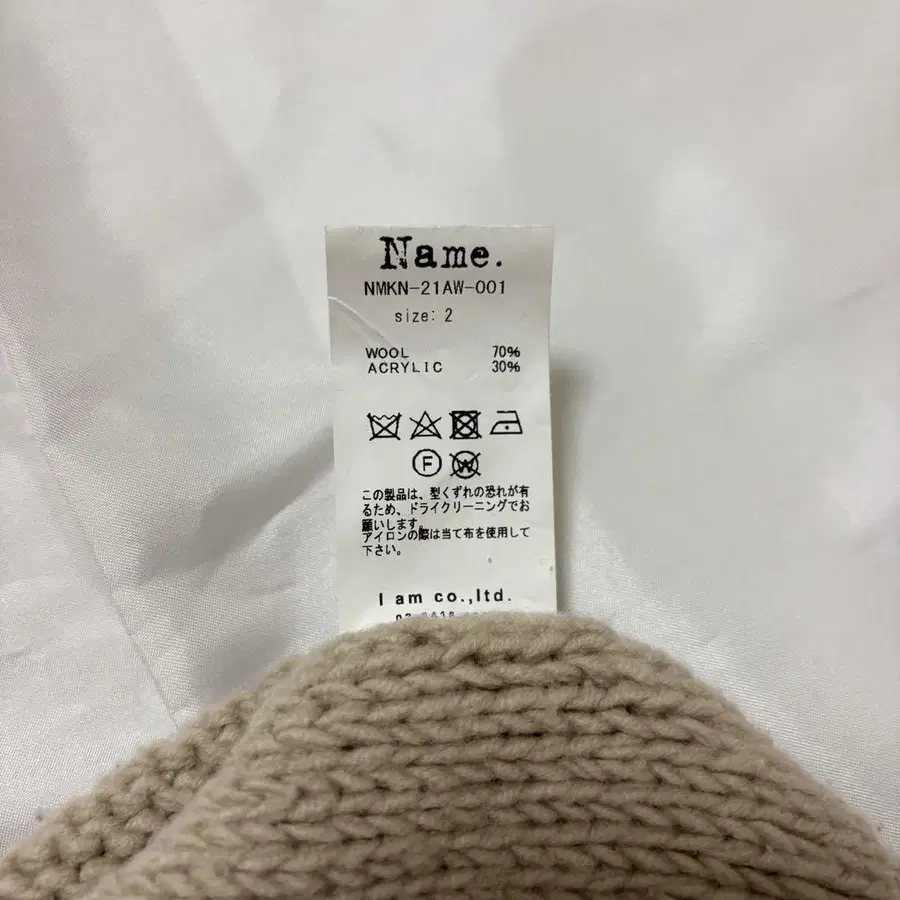 Name.
NMKN-21AW-001
size: 2
WOOL 70%
ACRYLIC 30%
F W
この製品は、型くずれの恐れが有
るため、ドライクリーニングでお
願いします。
アイロンの際は当て布を使用して
下さい。
I am co.,ltd.